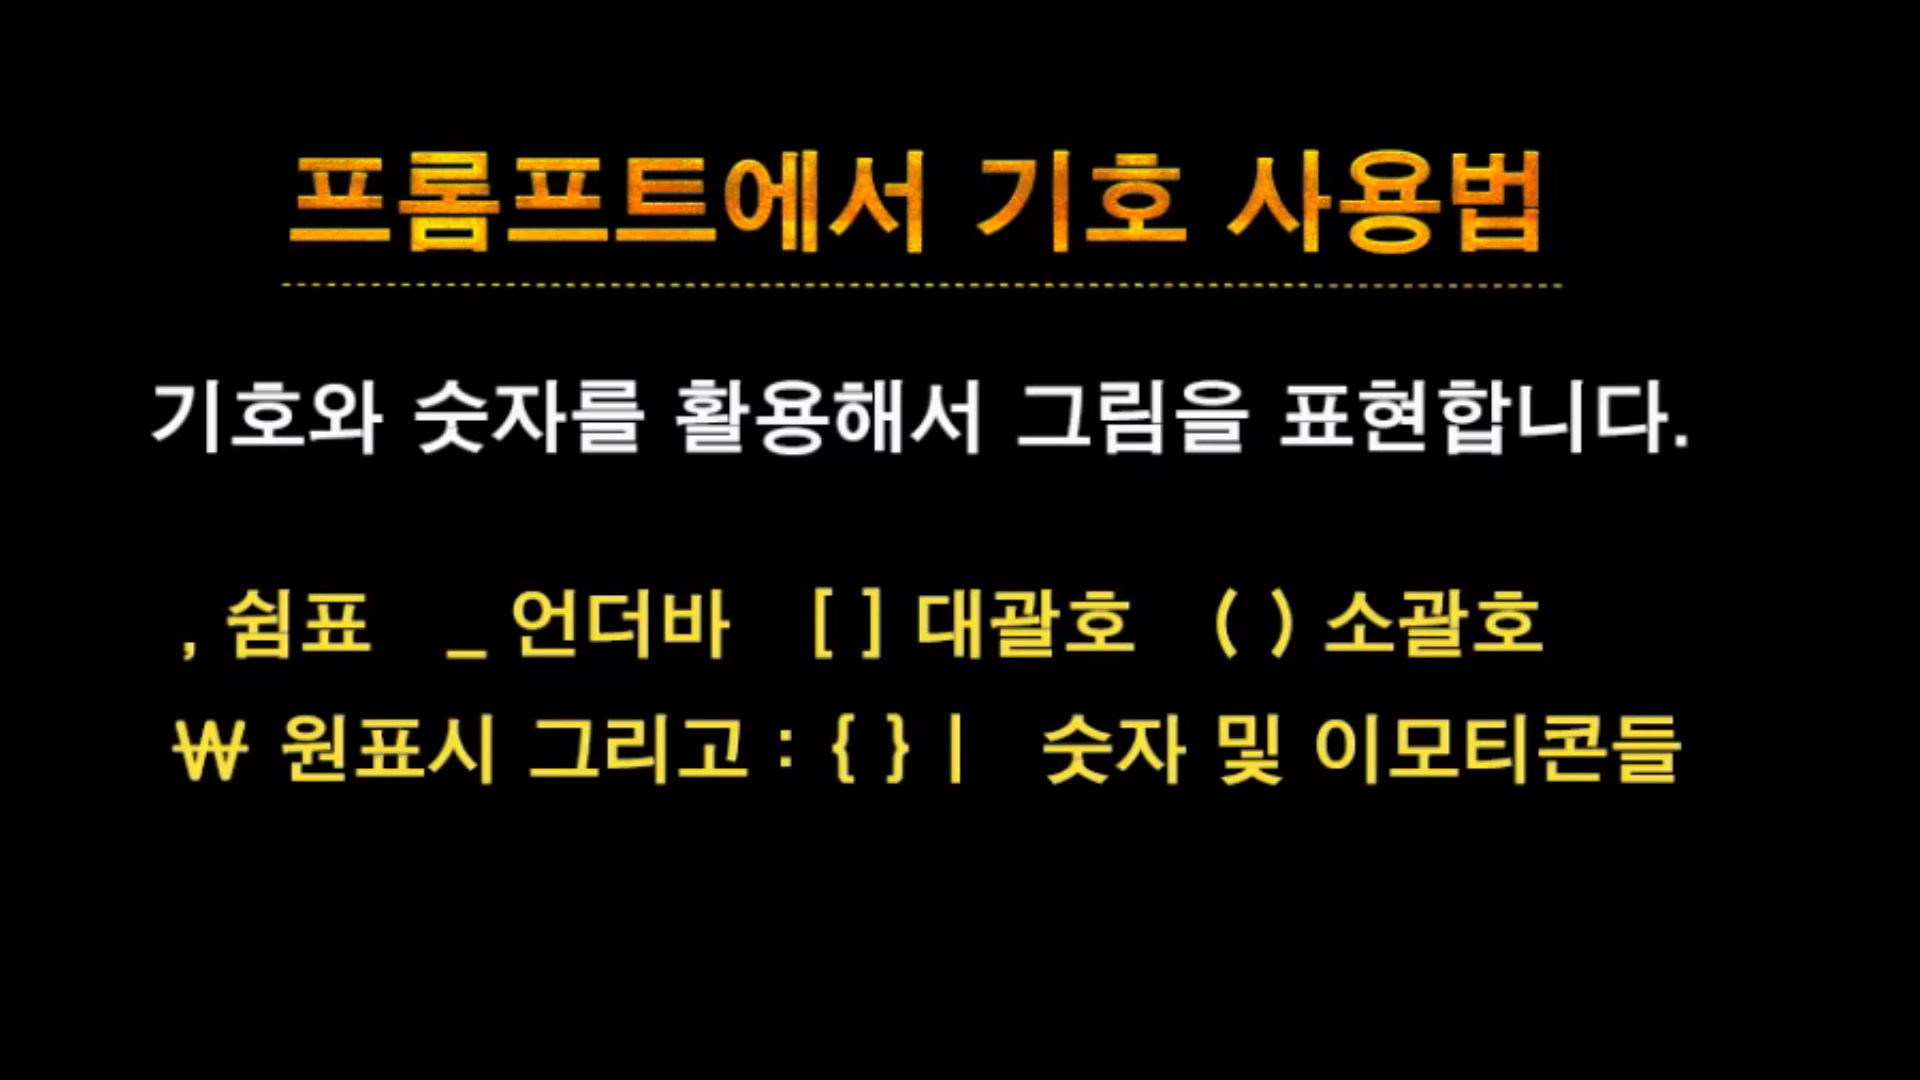 프롬프트에서 기호 사용법
기호와 숫자를 활용해서 그림을 표현합니다.
, 쉼표 _ 언더바 [ ] 대괄호 ( ) 소괄호
₩ 원표시 그리고 : { } | 숫자 및 이모티콘들